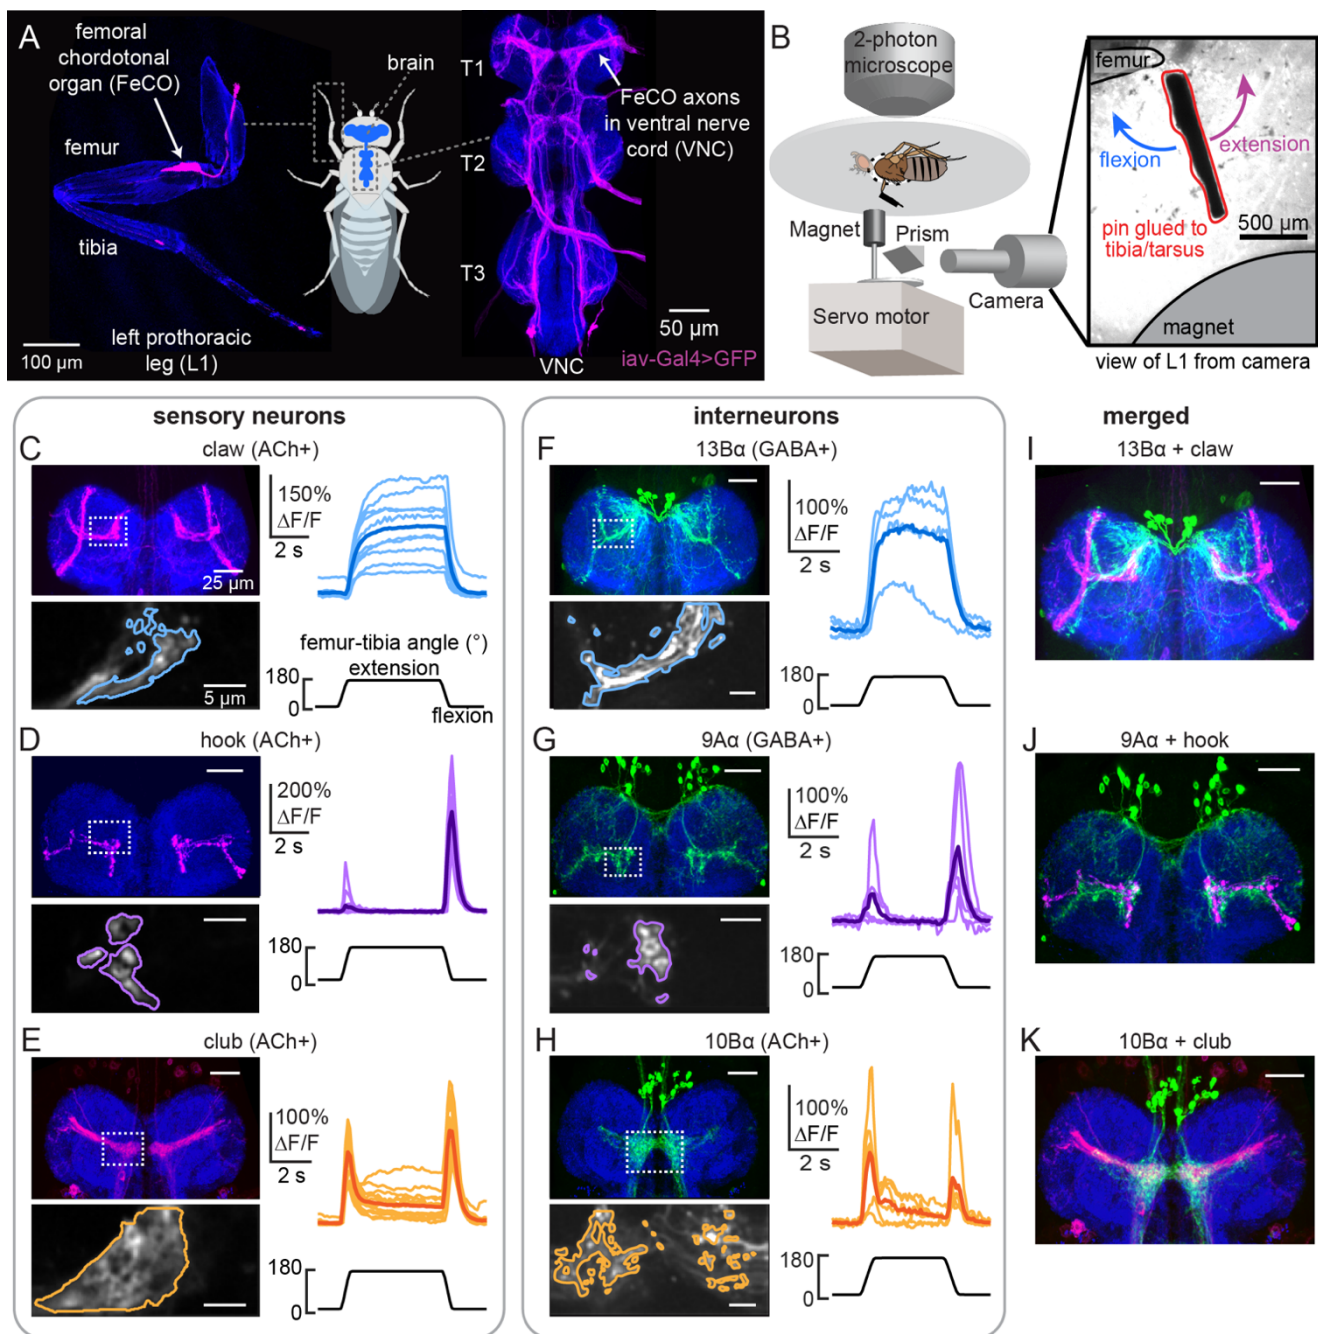 A
femoral
chordotonal
organ (FeCO)
femur
tibia
100 µm
left prothoracic
leg (L1)
brain
T1
T2
T3
FeCO axons
in ventral nerve
cord (VNC)
50 µm
VNC
iav-Gal4>GFP
B
2-photon
microscope
Magnet
Prism
Camera
Servo motor
femur
flexion
extension
pin glued to
tibia/tarsus
500 µm
magnet
view of L1 from camera
sensory neurons
C
claw (ACh+)
25 µm
150%
ΔF/F
2 s
5 µm
femur-tibia angle (°)
extension
180
0
flexion
D
hook (ACh+)
200%
ΔF/F
2 s
180
0
E
club (ACh+)
100%
ΔF/F
2 s
180
0
interneurons
F
13Bα (GABA+)
100%
ΔF/F
2 s
180
0
G
9Aα (GABA+)
100%
ΔF/F
2 s
180
0
H
10Bα (ACh+)
100%
ΔF/F
2 s
180
0
merged
I
13Bα + claw
J
9Aα + hook
K
10Bα + club